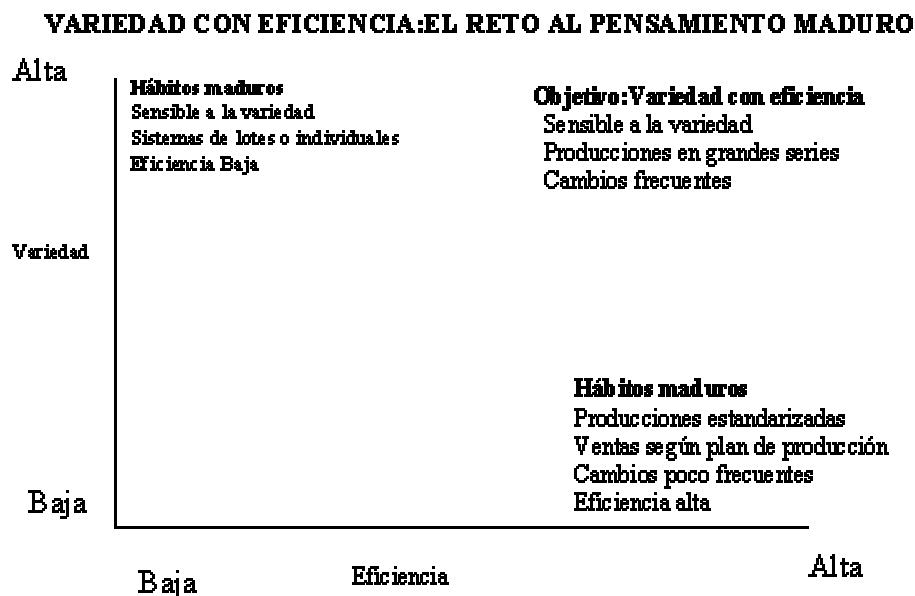 VARIEDAD CON EFICIENCIA:EL RETO AL PENSAMIENTO MADURO
Alta
Hábitos maduros
Sensible a la variedad
Sistemas de lotes o individuales
Eficiencia Baja
Objetivo:Variedad con eficiencia
Sensible a la variedad
Producciones en grandes series
Cambios frecuentes
Variedad
Hábitos maduros
Producciones estandarizadas
Ventas según plan de producción
Cambios poco frecuentes
Eficiencia alta
Baja
Baja
Eficiencia
Alta